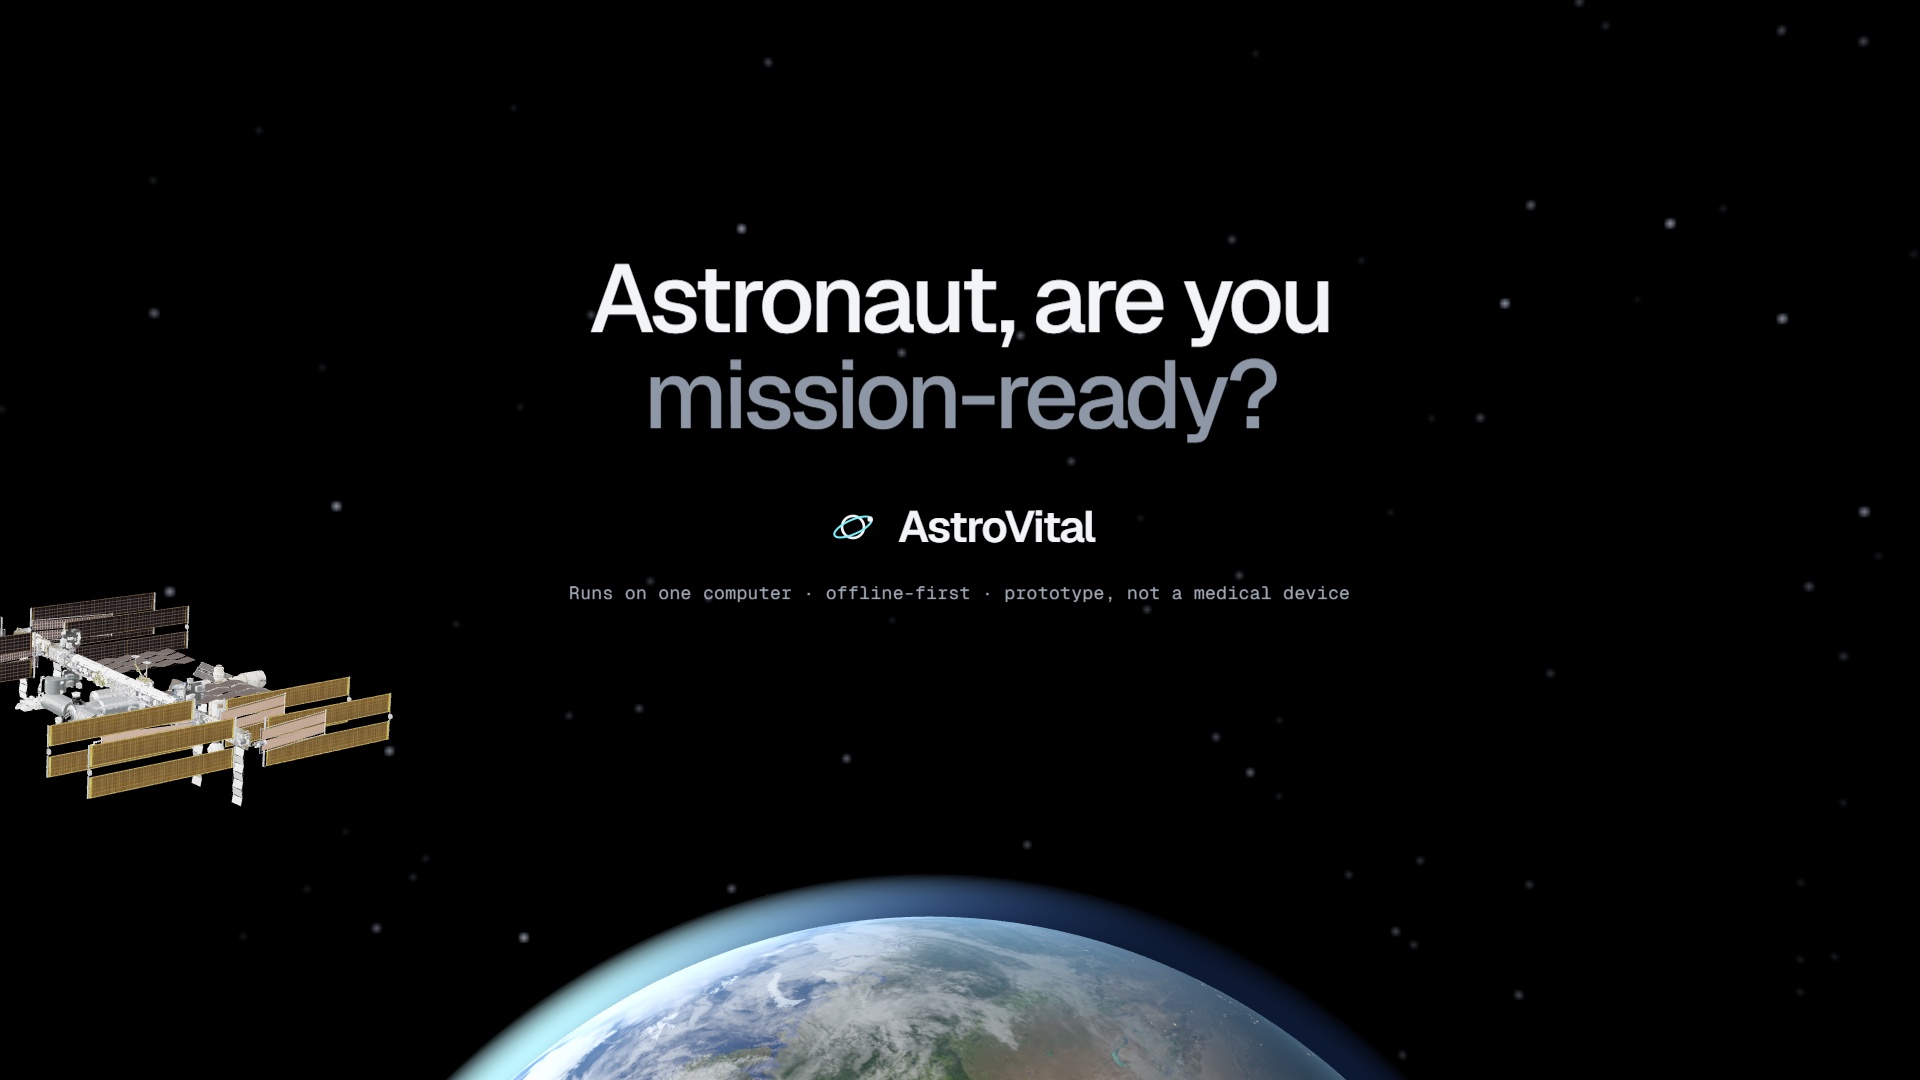 Astronaut, are you
mission-ready?
AstroVital
Runs on one computer · offline-first · prototype, not a medical device